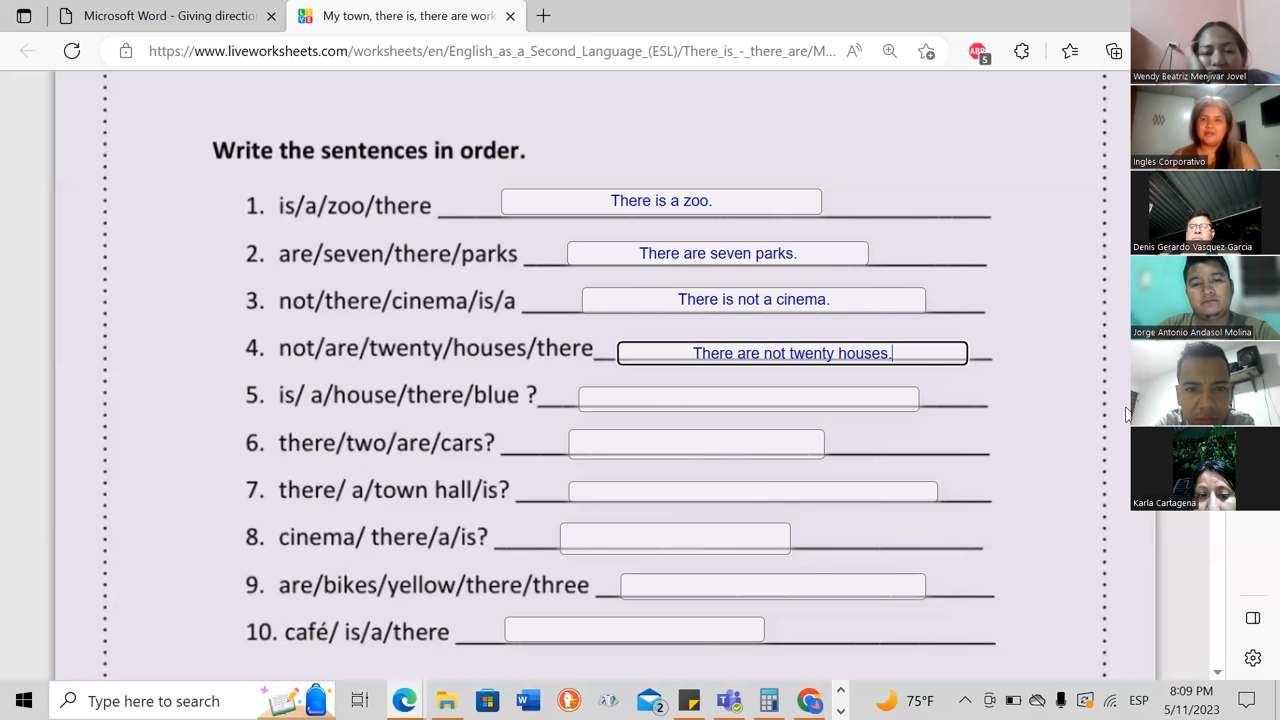 Microsoft Word - Giving directio
My town, there is, there are work
https://www.liveworksheets.com/worksheets/en/English_as_a_Second_Language_(ESL)/There_is_-_there_are/M...
5
Write the sentences in order.
1. is/a/zoo/there There is a zoo.
2. are/seven/there/parks There are seven parks.
3. not/there/cinema/is/a There is not a cinema.
4. not/are/twenty/houses/there There are not twenty houses.
5. is/ a/house/there/blue ?
6. there/two/are/cars?
7. there/ a/town hall/is?
8. cinema/ there/a/is?
9. are/bikes/yellow/there/three
10. café/ is/a/there
Wendy Beatriz Menjivar Jovel
Ingles Corporativo
Denis Gerardo Vasquez Garcia
Jorge Antonio Andasol Molina
Karla Cartagena
Type here to search
2
75°F
ESP
8:09 PM
5/11/2023